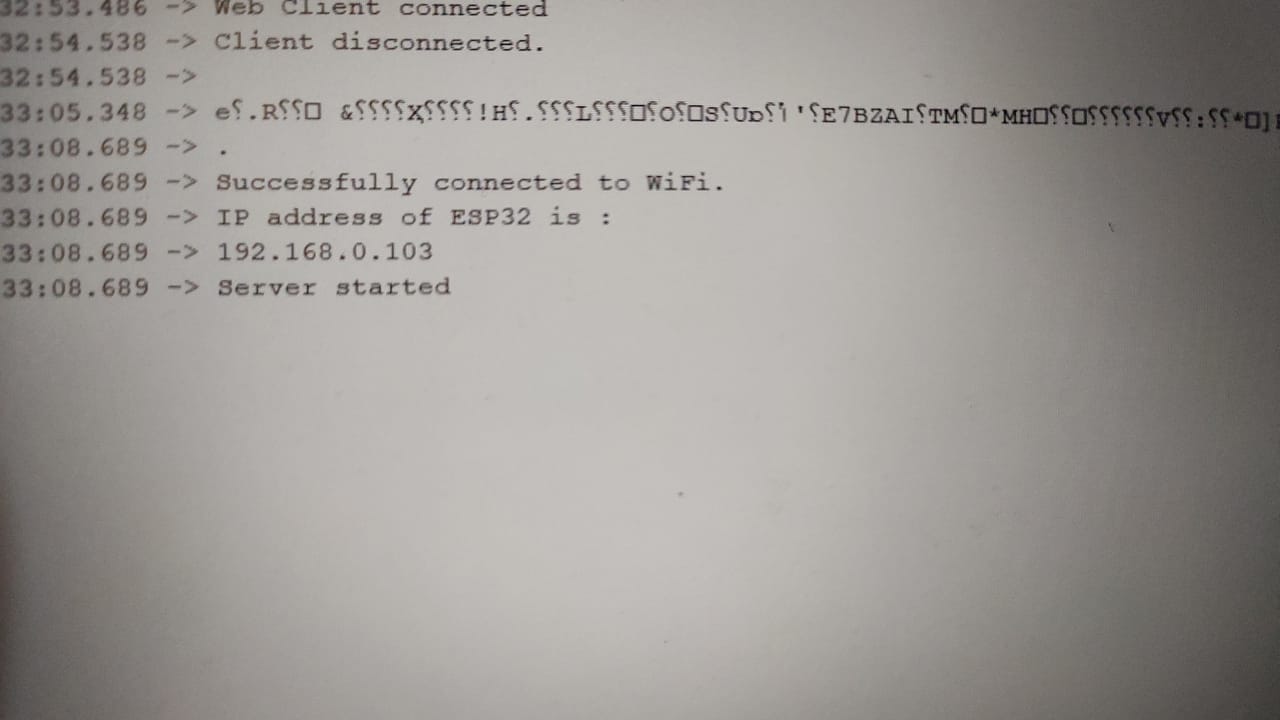 32:53.486 -> Web Client connected
32:54.538 -> Client disconnected.
32:54.538 ->
33:05.348 -> e⸮.R⸮⸮□ &⸮⸮⸮⸮Ҳ⸮⸮⸮⸮!H⸮.⸮⸮⸮L⸮⸮⸮□⸮O⸮□S⸮UD⸮ '⸮E7BZAI⸮TM⸮□*MH□⸮⸮□⸮⸮⸮⸮⸮⸮V⸮⸮:⸮⸮*□]
33:08.689 -> .
33:08.689 -> Successfully connected to WiFi.
33:08.689 -> IP address of ESP32 is :
33:08.689 -> 192.168.0.103
33:08.689 -> Server started